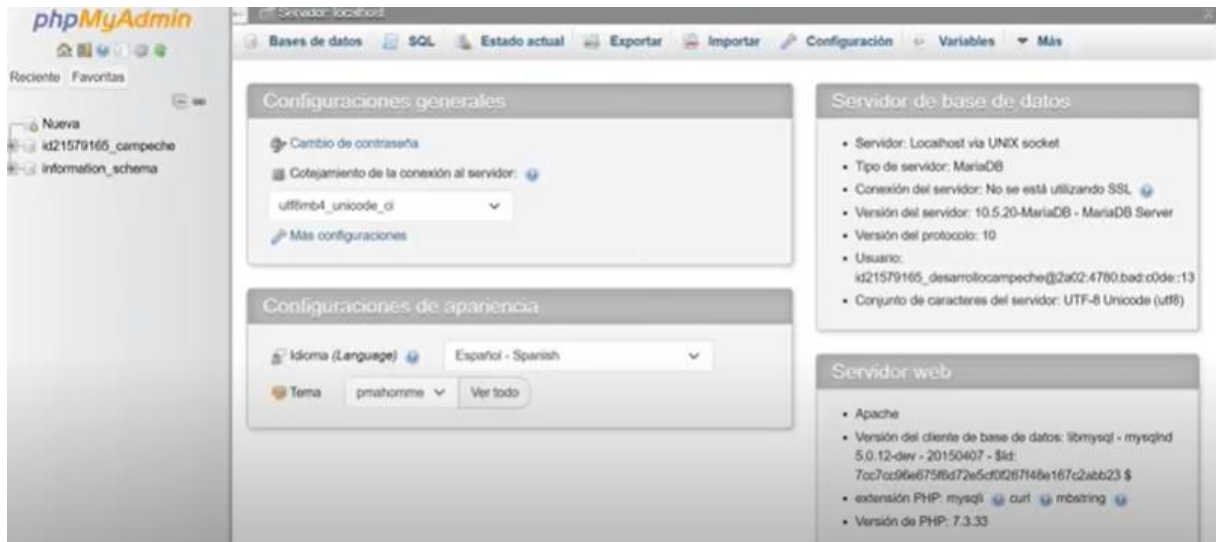 phpMyAdmin
Reciente Favoritas
Nueva
id21579165_campeche
information_schema
Servidor: localhost
Bases de datos SQL Estado actual Exportar Importar Configuración Variables Más
Configuraciones generales
Cambio de contraseña
Cotejamiento de la conexión al servidor:
utf8mb4_unicode_ci
Más configuraciones
Configuraciones de apariencia
Idioma (Language) Español - Spanish
Tema pmahomme Ver todo
Servidor de base de datos
Servidor: Localhost via UNIX socket
Tipo de servidor: MariaDB
Conexión del servidor: No se está utilizando SSL
Versión del servidor: 10.5.20-MariaDB - MariaDB Server
Versión del protocolo: 10
Usuario:
id21579165_desarrollocampeche@2a02:4780:bad:c0de::13
Conjunto de caracteres del servidor: UTF-8 Unicode (utf8)
Servidor web
Apache
Versión del cliente de base de datos: libmysql - mysqlnd
5.0.12-dev - 20150407 - $Id:
7cc7cc96e675f6d72e5cf0f267f48e167c2abb23 $
extensión PHP: mysqli curl mbstring
Versión de PHP: 7.3.33